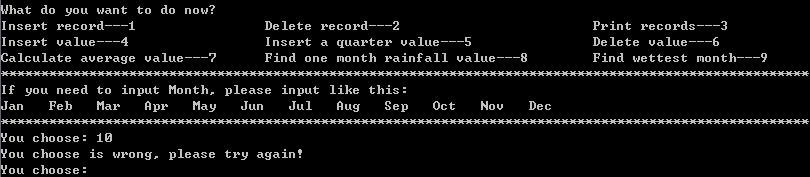 What do you want to do now?
Insert record---1 Delete record---2 Print records---3
Insert value---4 Insert a quarter value---5 Delete value---6
Calculate average value---7 Find one month rainfall value---8 Find wettest month---9
*****************************************************************************************************
If you need to input Month, please input like this:
Jan Feb Mar Apr May Jun Jul Aug Sep Oct Nov Dec
*****************************************************************************************************
You choose: 10
You choose is wrong, please try again!
You choose: